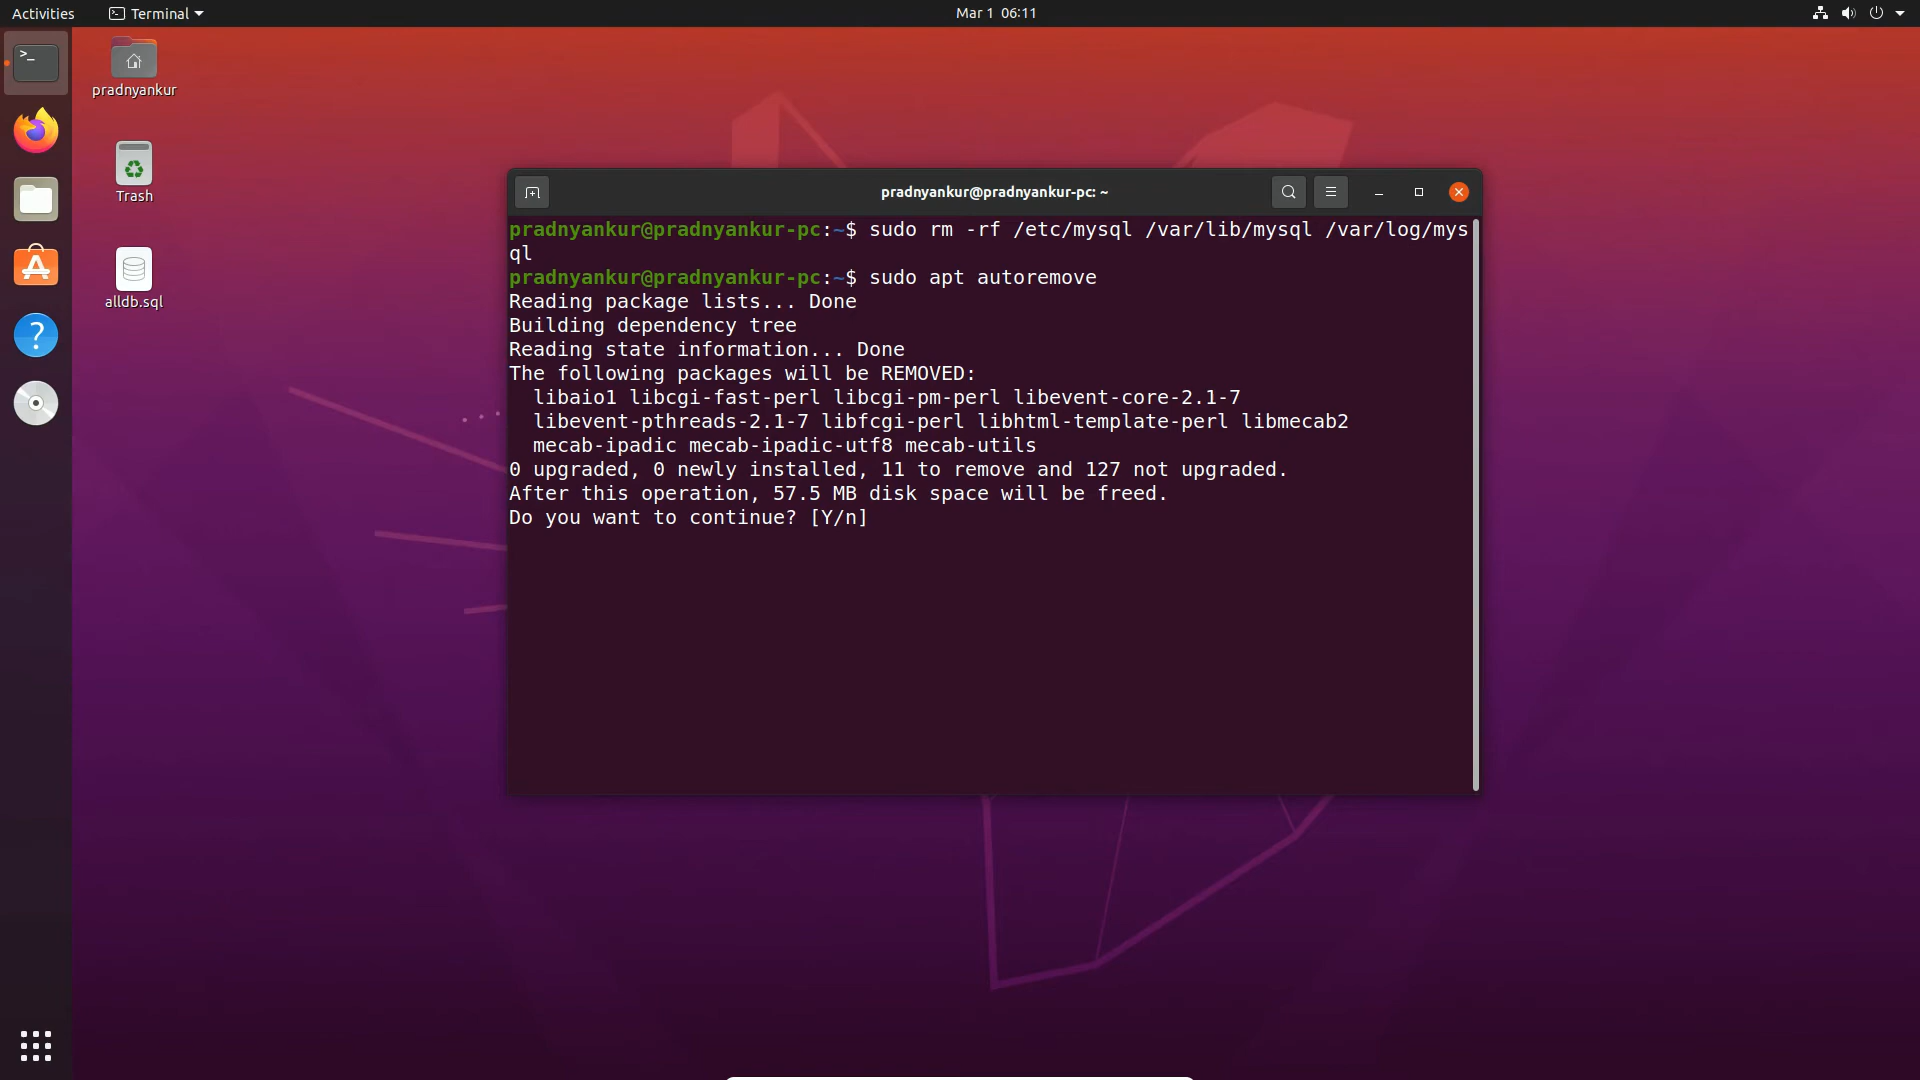 Activities
Terminal
Mar 1 06:11
pradnyankur
Trash
alldb.sql
pradnyankur@pradnyankur-pc: ~
pradnyankur@pradnyankur-pc:~$ sudo rm -rf /etc/mysql /var/lib/mysql /var/log/mys
ql
pradnyankur@pradnyankur-pc:~$ sudo apt autoremove
Reading package lists... Done
Building dependency tree
Reading state information... Done
The following packages will be REMOVED:
  libaio1 libcgi-fast-perl libcgi-pm-perl libevent-core-2.1-7
  libevent-pthreads-2.1-7 libfcgi-perl libhtml-template-perl libmecab2
  mecab-ipadic mecab-ipadic-utf8 mecab-utils
0 upgraded, 0 newly installed, 11 to remove and 127 not upgraded.
After this operation, 57.5 MB disk space will be freed.
Do you want to continue? [Y/n]